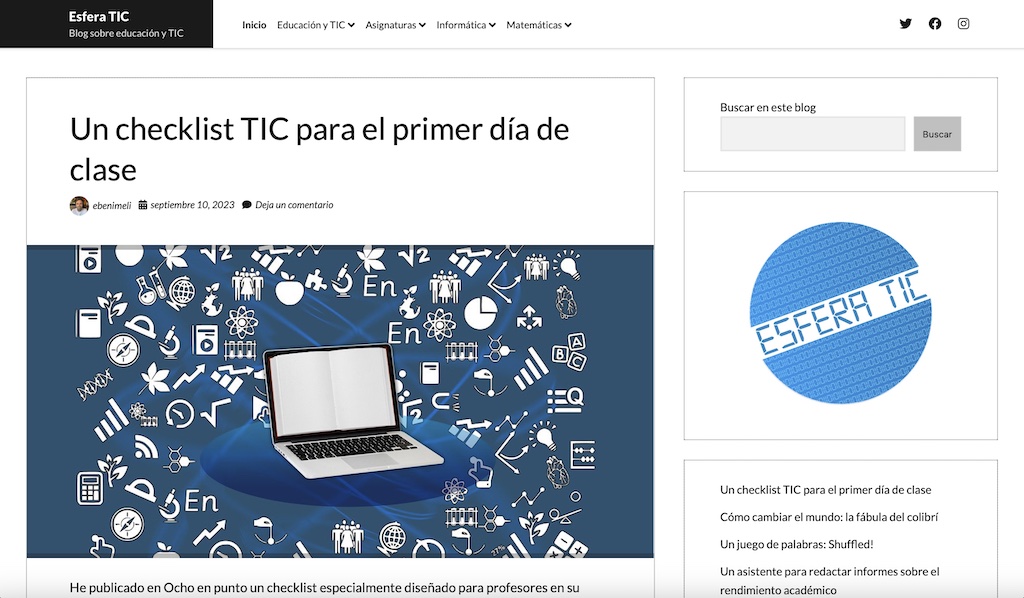 Esfera TIC
Blog sobre educación y TIC
Inicio Educación y TIC Asignaturas Informática Matemáticas
Un checklist TIC para el primer día de
clase
ebenimeli septiembre 10, 2023 Deja un comentario
En
En
En
A
B C
He publicado en Ocho en punto un checklist especialmente diseñado para profesores en su
Buscar en este blog
Buscar
ESFERA TIC
Un checklist TIC para el primer día de clase
Cómo cambiar el mundo: la fábula del colibrí
Un juego de palabras: Shuffled!
Un asistente para redactar informes sobre el
rendimiento académico